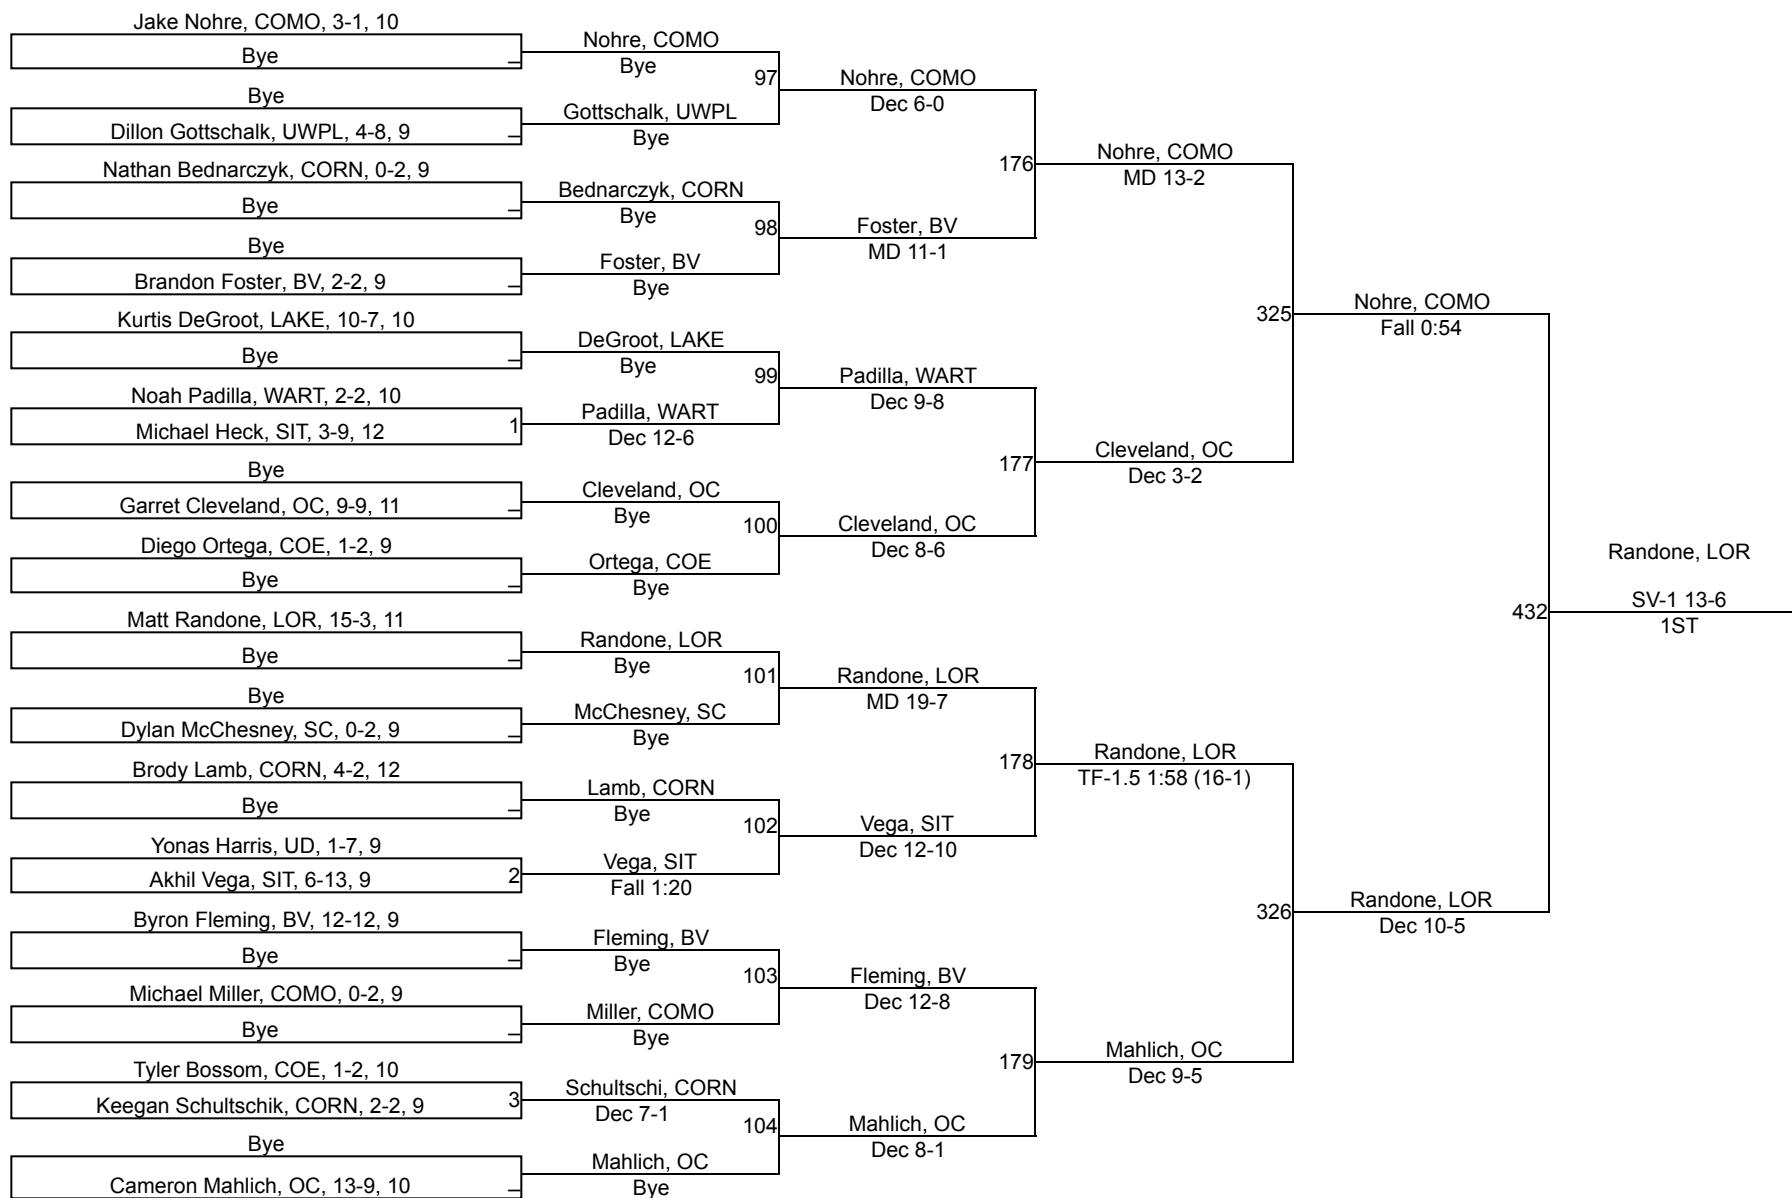 Jake Nohre, COMO, 3-1, 10
Bye
Bye
Dillon Gottschalk, UWPL, 4-8, 9
Nathan Bednarczyk, CORN, 0-2, 9
Bye
Bye
Brandon Foster, BV, 2-2, 9
Kurtis DeGroot, LAKE, 10-7, 10
Bye
Noah Padilla, WART, 2-2, 10
Michael Heck, SIT, 3-9, 12
1
Bye
Garret Cleveland, OC, 9-9, 11
Diego Ortega, COE, 1-2, 9
Bye
Matt Randone, LOR, 15-3, 11
Bye
Bye
Dylan McChesney, SC, 0-2, 9
Brody Lamb, CORN, 4-2, 12
Bye
Yonas Harris, UD, 1-7, 9
Akhil Vega, SIT, 6-13, 9
2
Byron Fleming, BV, 12-12, 9
Bye
Michael Miller, COMO, 0-2, 9
Bye
Tyler Bossom, COE, 1-2, 10
Keegan Schultschik, CORN, 2-2, 9
3
Bye
Cameron Mahlich, OC, 13-9, 10
Nohre, COMO
Bye
97
Gottschalk, UWPL
Bye
Bednarczyk, CORN
Bye
98
Foster, BV
Bye
DeGroot, LAKE
Bye
99
Padilla, WART
Dec 12-6
Cleveland, OC
Bye
100
Ortega, COE
Bye
Randone, LOR
Bye
101
McChesney, SC
Bye
Lamb, CORN
Bye
102
Vega, SIT
Fall 1:20
Fleming, BV
Bye
103
Miller, COMO
Bye
Schultschi, CORN
Dec 7-1
104
Mahlich, OC
Bye
Nohre, COMO
Dec 6-0
176
Foster, BV
MD 11-1
Padilla, WART
Dec 9-8
177
Cleveland, OC
Dec 8-6
Randone, LOR
MD 19-7
178
Vega, SIT
Dec 12-10
Fleming, BV
Dec 12-8
179
Mahlich, OC
Dec 8-1
Nohre, COMO
MD 13-2
325
Cleveland, OC
Dec 3-2
Randone, LOR
TF-1.5 1:58 (16-1)
326
Mahlich, OC
Dec 9-5
Nohre, COMO
Fall 0:54
432
Randone, LOR
Dec 10-5
Randone, LOR
SV-1 13-6
1ST